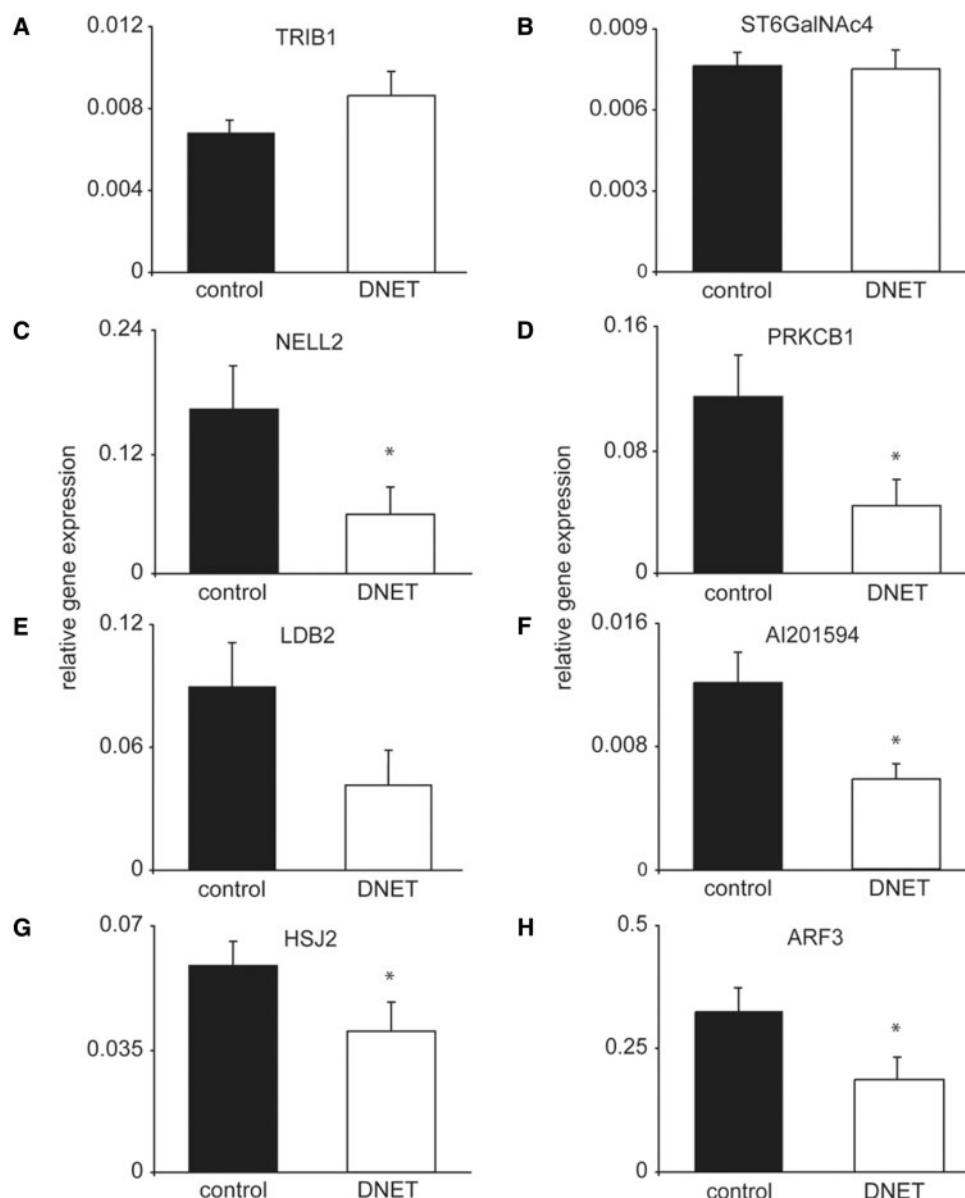 A
TRIB1
0.012
0.008
0.004
0
control DNET
B
ST6GalNAc4
0.009
0.006
0.003
0
control DNET
relative gene expression
C
NELL2
0.24
0.12
*
0
control DNET
relative gene expression
D
PRKCB1
0.16
0.08
*
0
control DNET
E
LDB2
0.12
0.06
0
control DNET
F
AI201594
0.016
0.008
*
0
control DNET
G
HSJ2
0.07
*
0.035
0
control DNET
H
ARF3
0.5
0.25
*
0
control DNET